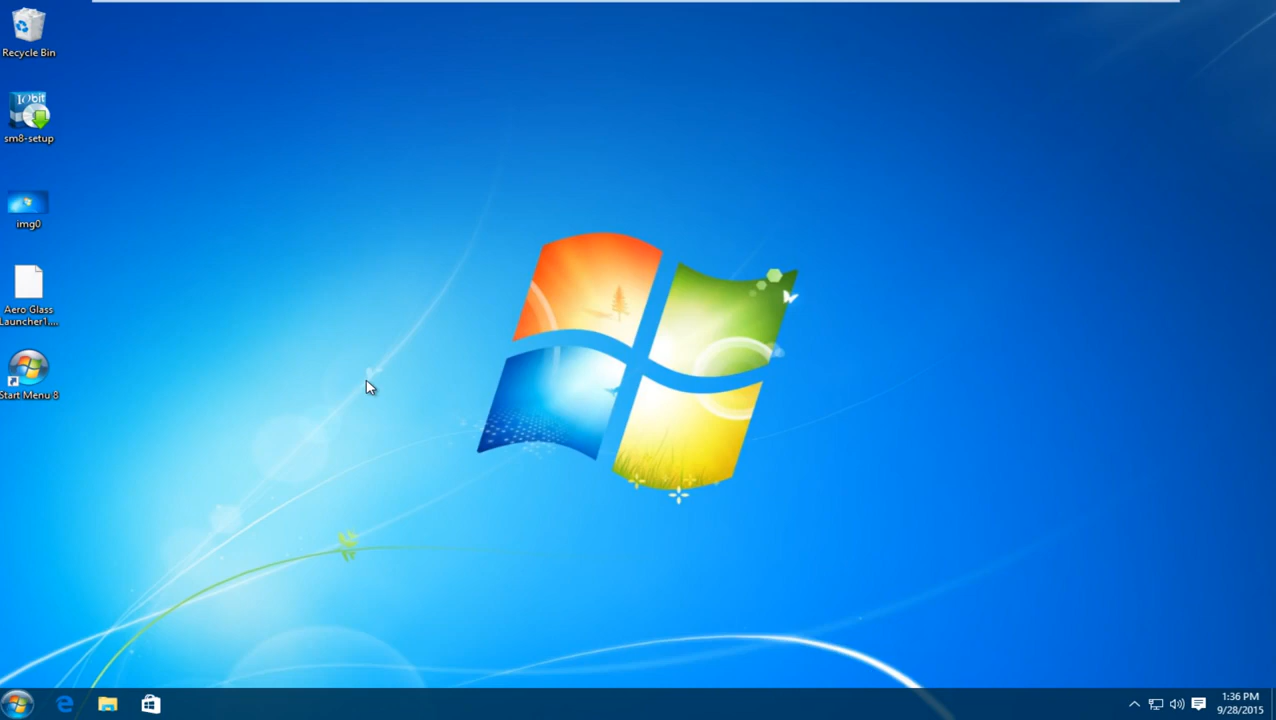 Recycle Bin
IObit
sm8-setup
img0
Aero Glass
Launcher1....
Start Menu 8
1:36 PM
9/28/2015